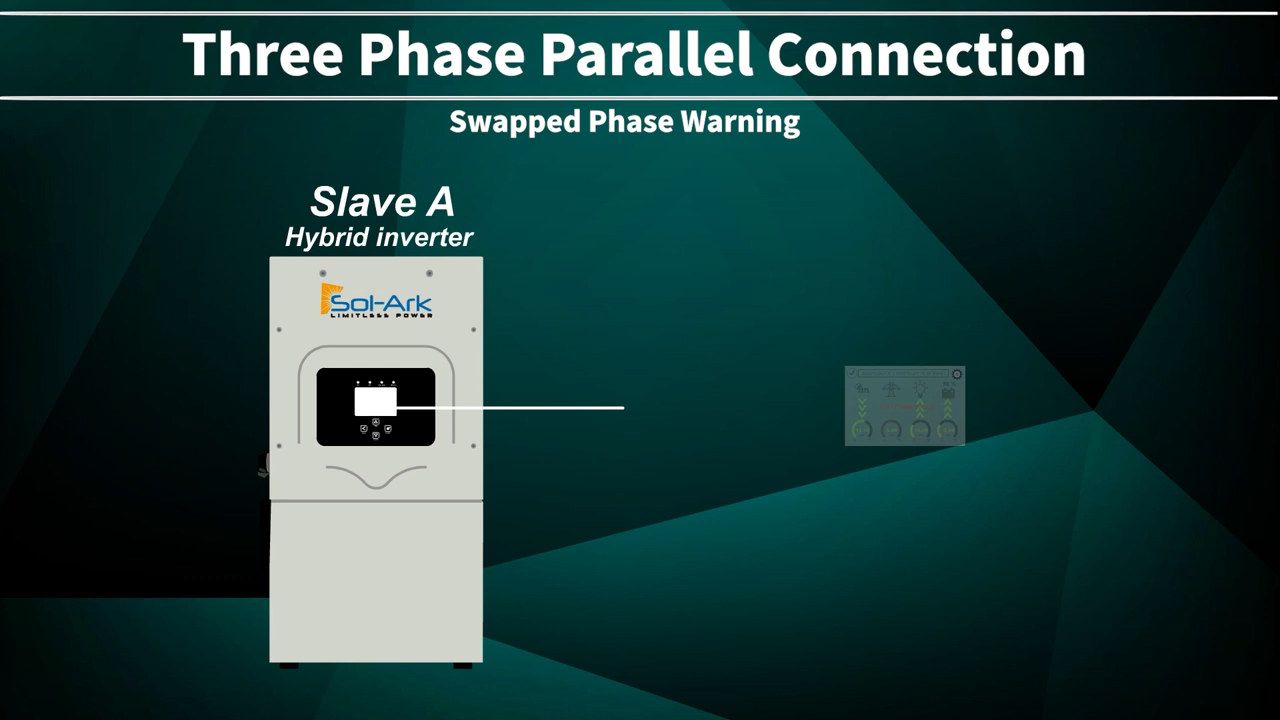 Three Phase Parallel Connection
Swapped Phase Warning
Slave A
Hybrid inverter
Sol-Ark
LIMITLESS POWER